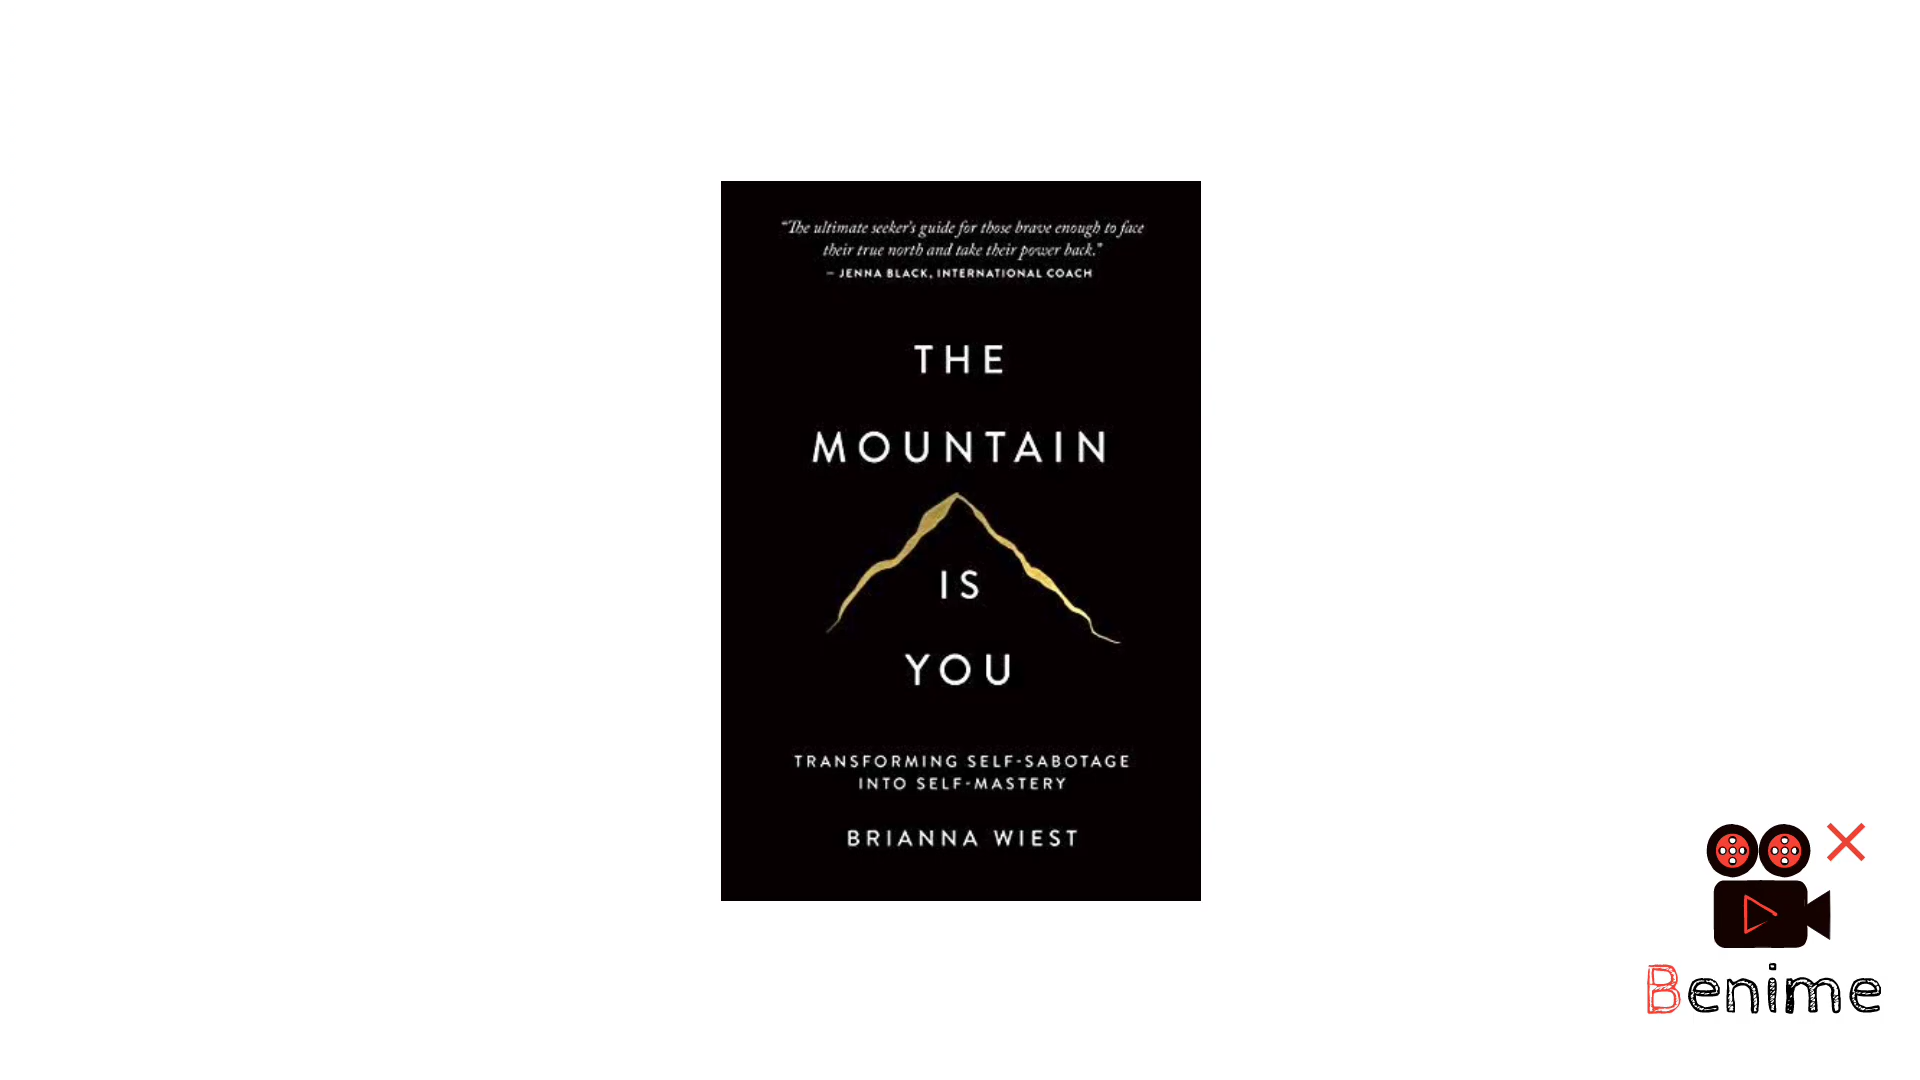 “The ultimate seeker's guide for those brave enough to face
their true north and take their power back.”
– JENNA BLACK, INTERNATIONAL COACH
THE
MOUNTAIN
IS
YOU
TRANSFORMING SELF-SABOTAGE
INTO SELF-MASTERY
BRIANNA WIEST
Benime